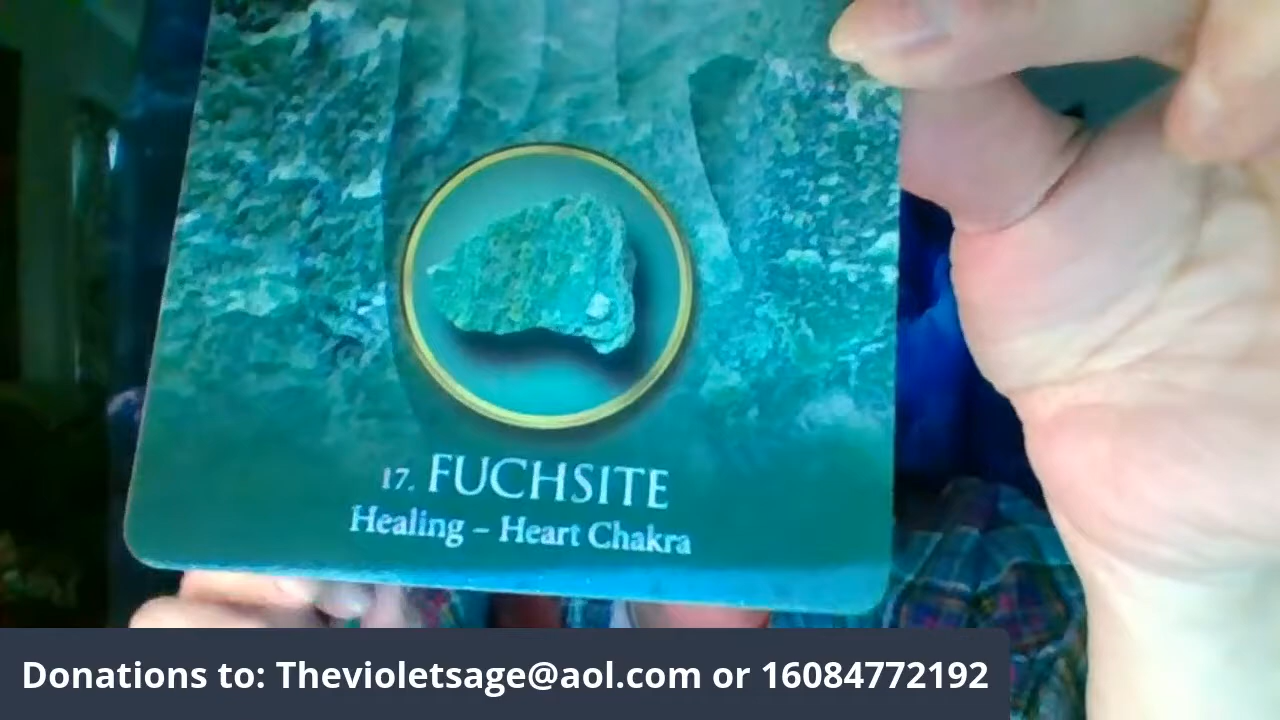 17. FUCHSITE
Healing – Heart Chakra
Donations to: Thevioletsage@aol.com or 16084772192